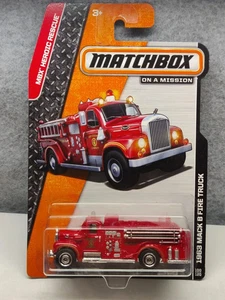 MBX HEROIC RESCUE
3+
MATCHBOX
ON A MISSION
1963 MACK B FIRE TRUCK